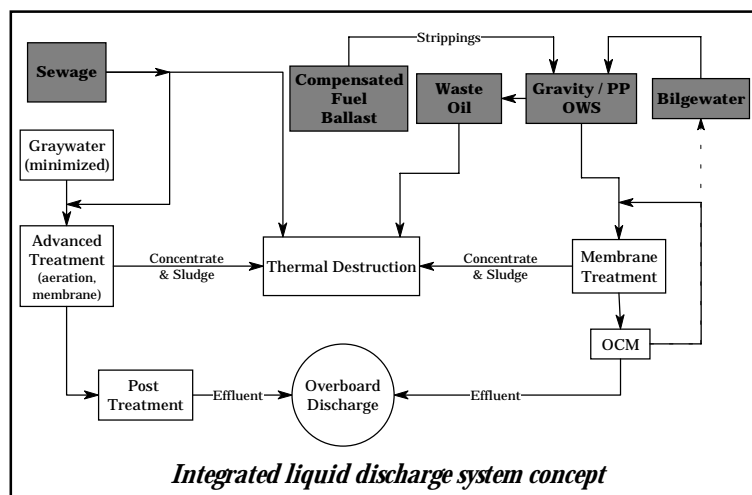 Strippings
Sewage
Compensated
Fuel
Ballast
Waste
Oil
Gravity / PP
OWS
Bilgewater
Graywater
(minimized)
Advanced
Treatment
(aeration,
membrane)
Concentrate
& Sludge
Thermal Destruction
Concentrate
& Sludge
Membrane
Treatment
OCM
Post
Treatment
Effluent
Overboard
Discharge
Effluent
Integrated liquid discharge system concept